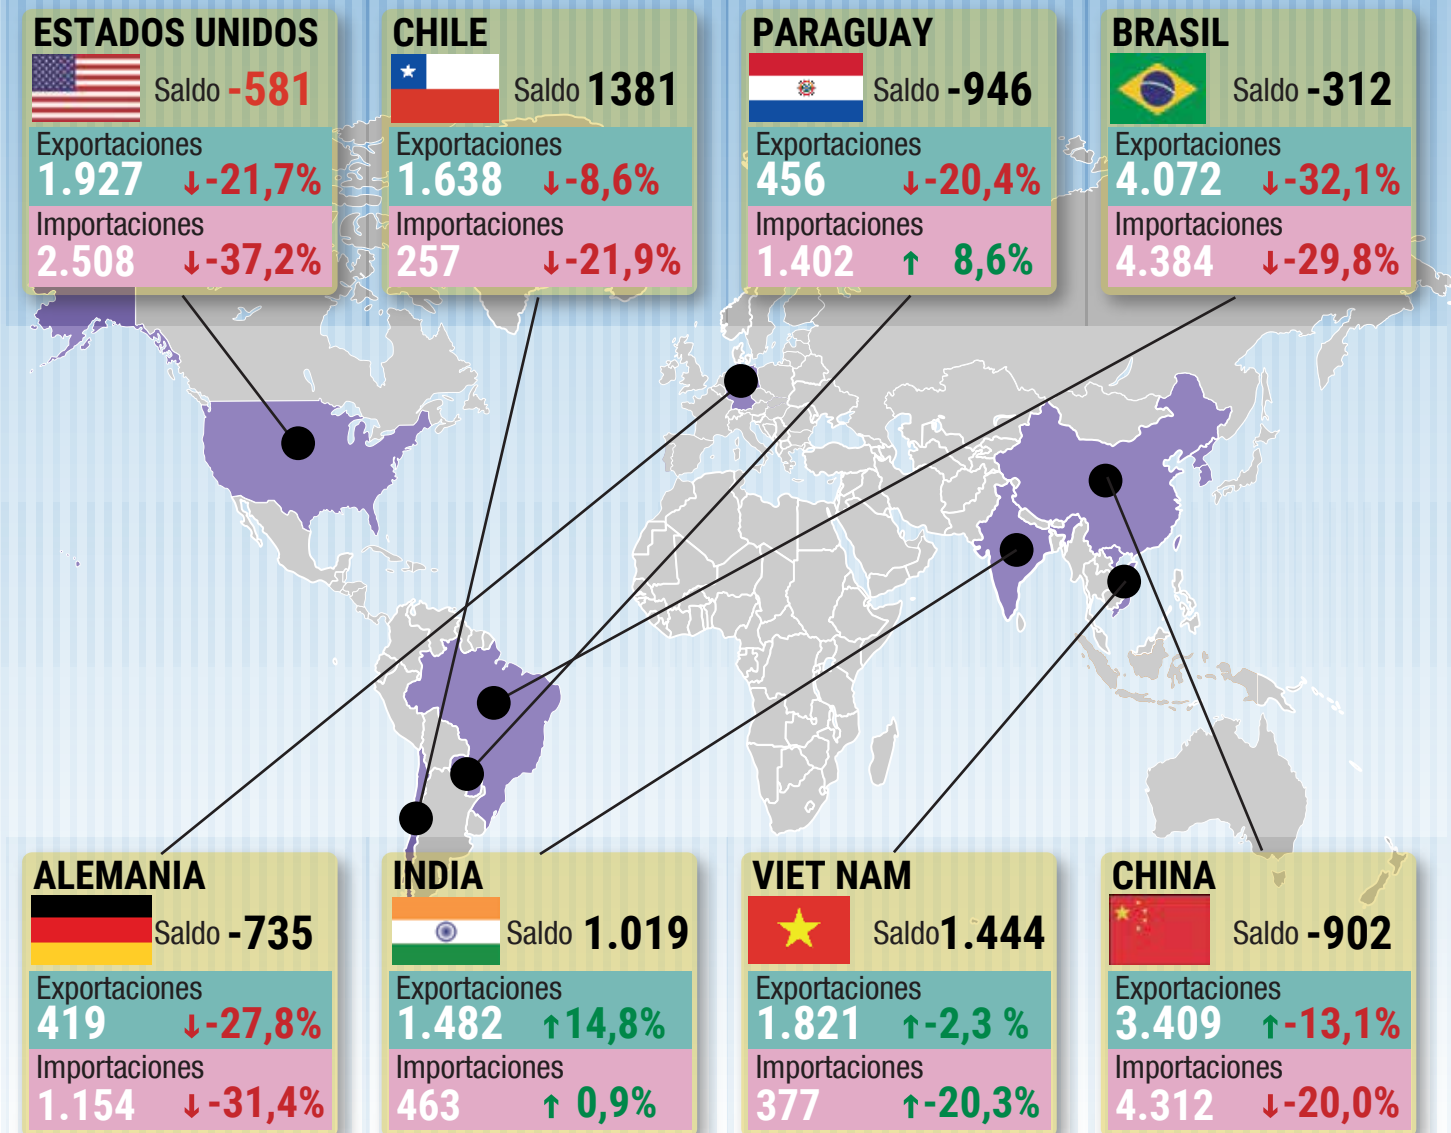 ESTADOS UNIDOS
Saldo -581
Exportaciones
1.927 ↓-21,7%
Importaciones
2.508 ↓-37,2%
CHILE
Saldo 1381
Exportaciones
1.638 ↓-8,6%
Importaciones
257 ↓-21,9%
PARAGUAY
Saldo -946
Exportaciones
456 ↓-20,4%
Importaciones
1.402 ↑ 8,6%
BRASIL
Saldo -312
Exportaciones
4.072 ↓-32,1%
Importaciones
4.384 ↓-29,8%
ALEMANIA
Saldo -735
Exportaciones
419 ↓-27,8%
Importaciones
1.154 ↓-31,4%
INDIA
Saldo 1.019
Exportaciones
1.482 ↑14,8%
Importaciones
463 ↑ 0,9%
VIET NAM
Saldo 1.444
Exportaciones
1.821 ↑-2,3 %
Importaciones
377 ↑-20,3%
CHINA
Saldo -902
Exportaciones
3.409 ↑-13,1%
Importaciones
4.312 ↓-20,0%